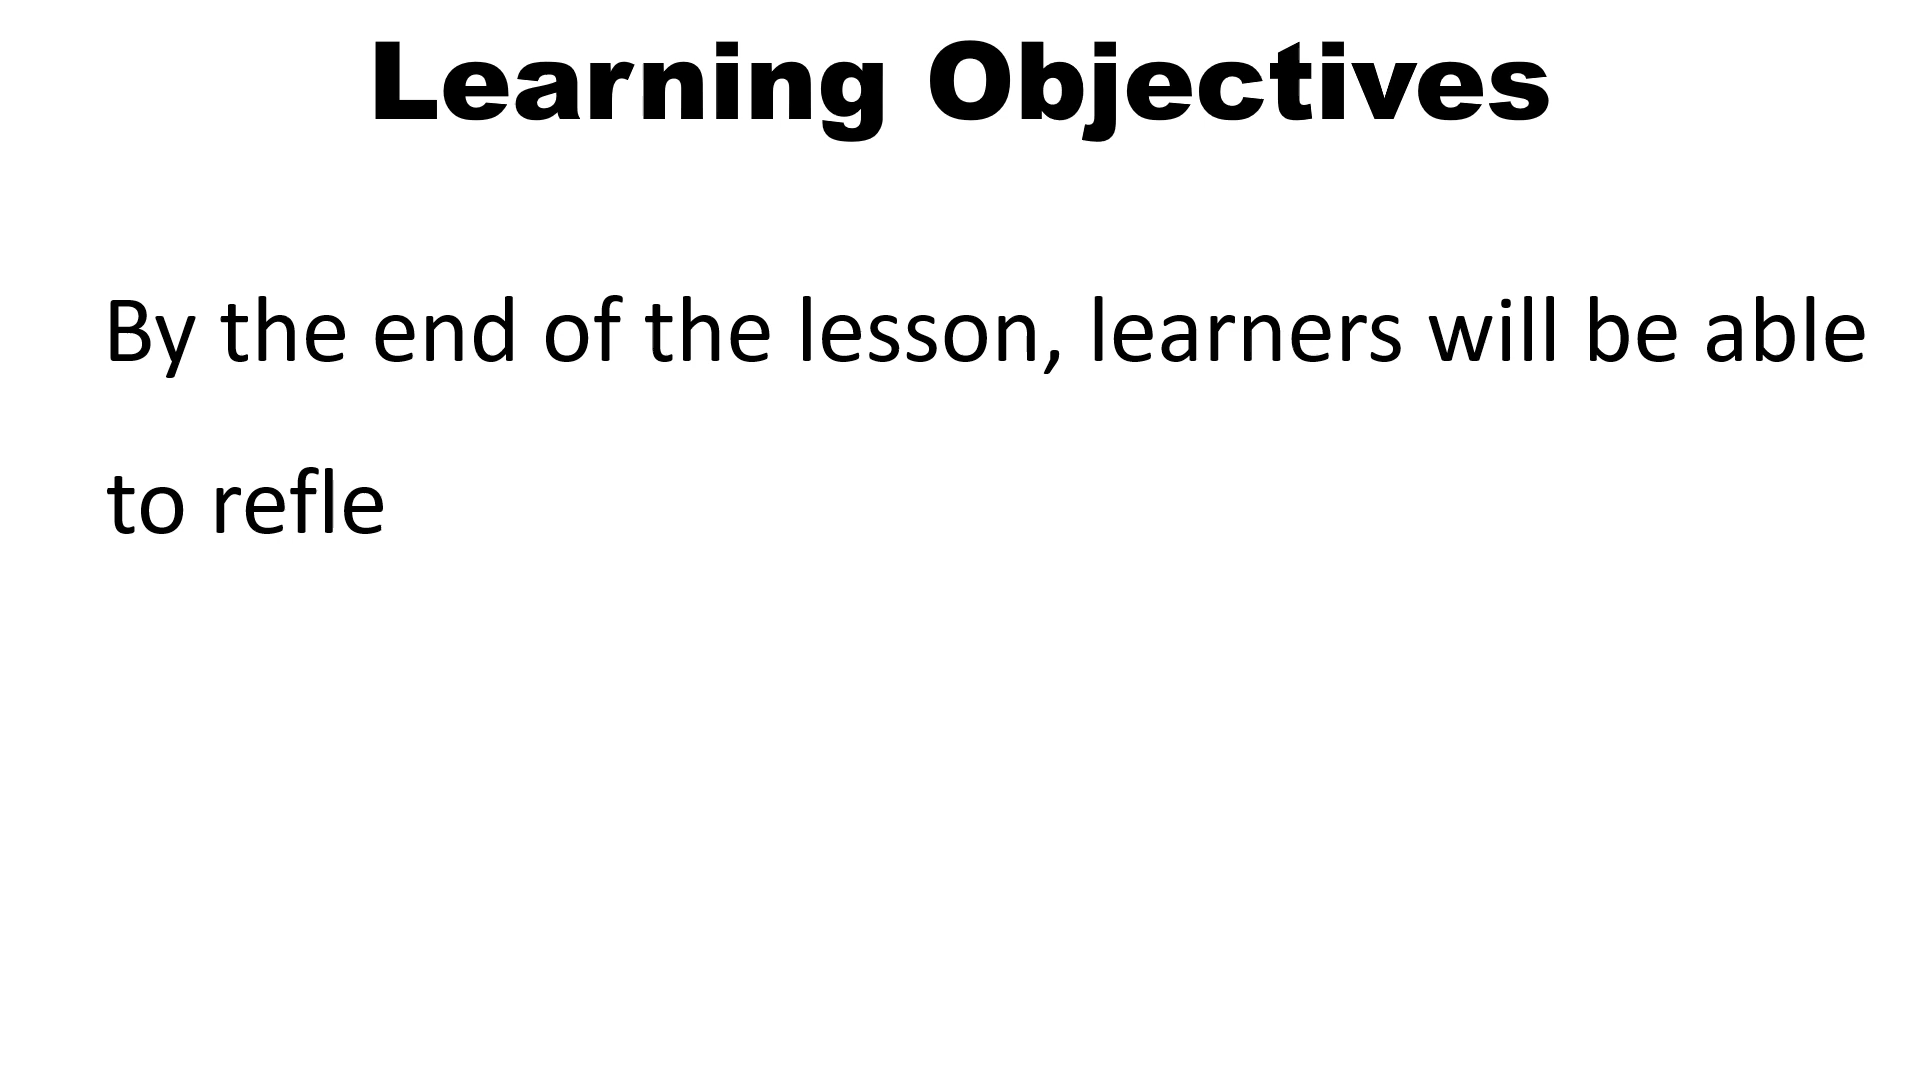 Learning Objectives
By the end of the lesson, learners will be able
to refle